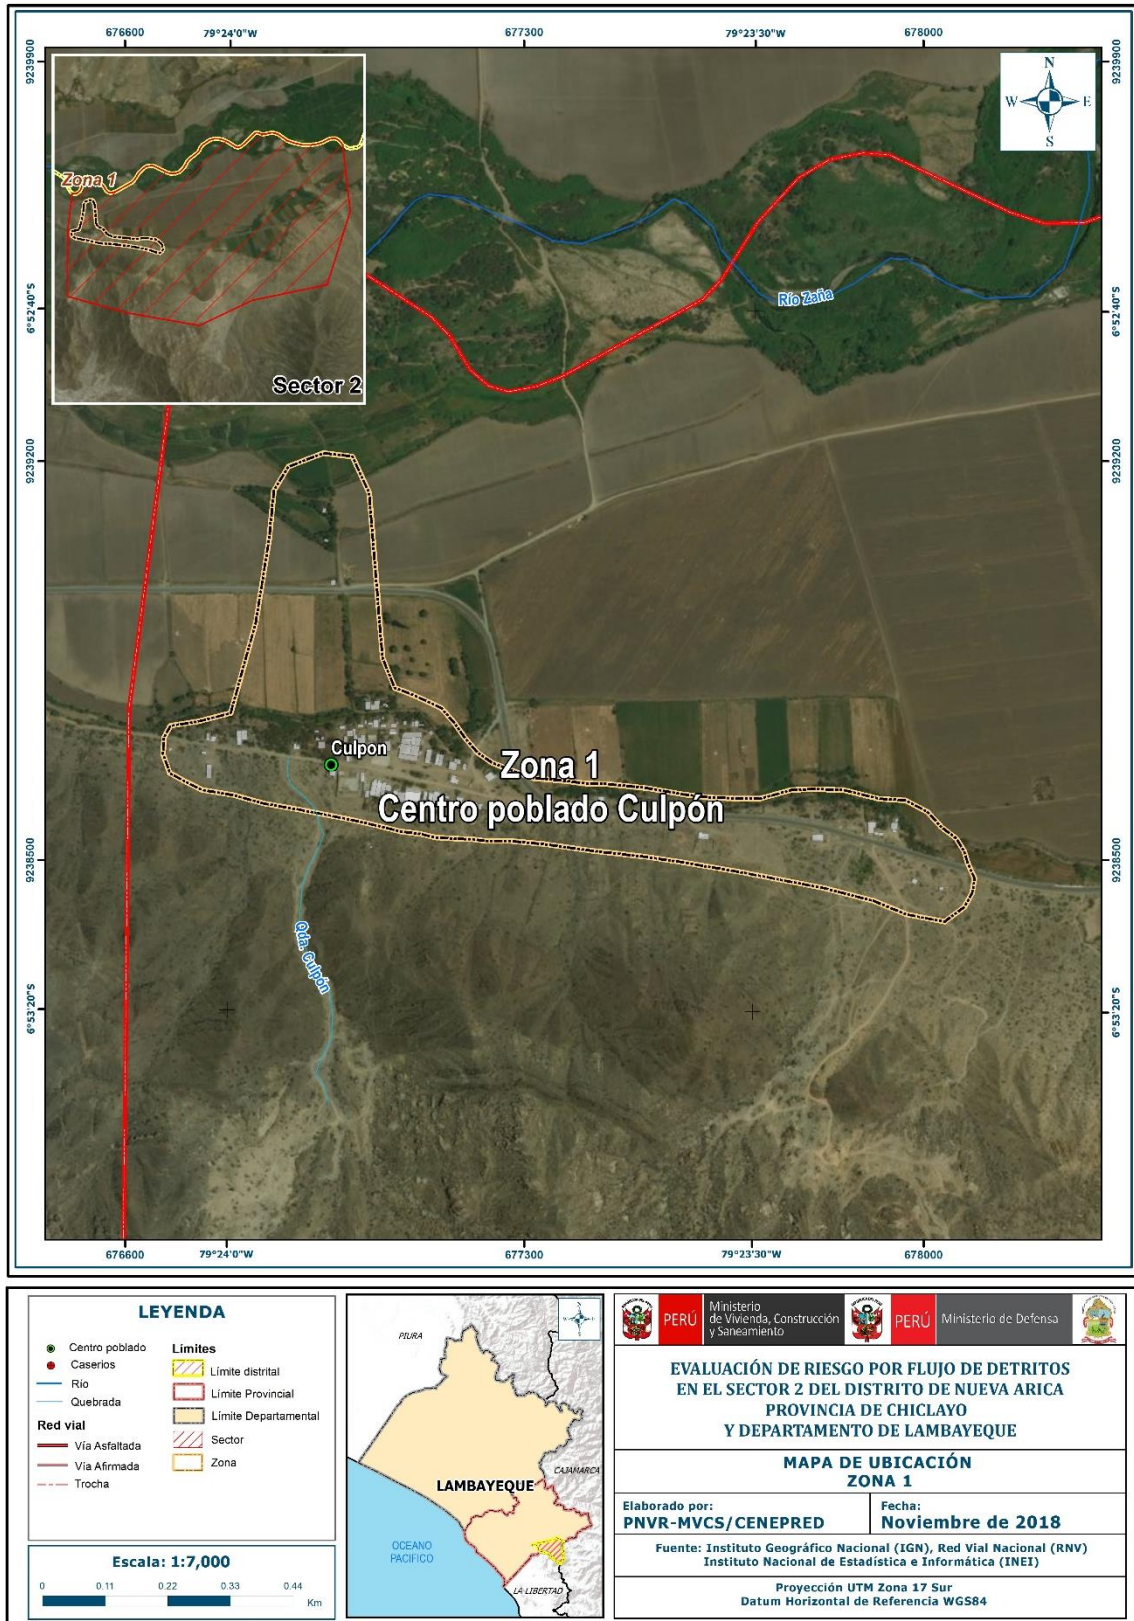 676600
79°24'0"W
677300
79°23'30"W
678000
9239900
9239900
N
W
E
S
Zona 1
Sector 2
Río Zaña
6°52'40"S
6°52'40"S
9239200
9239200
Culpon
Zona 1
Centro poblado Culpón
9238500
9238500
Qda. Culpón
6°53'20"S
6°53'20"S
676600
79°24'0"W
677300
79°23'30"W
678000
LEYENDA
Centro poblado
Caserios
Río
Quebrada
Red vial
Vía Asfaltada
Vía Afirmada
Trocha
Límites
Límite distrital
Límite Provincial
Límite Departamental
Sector
Zona
Escala: 1:7,000
0 0.11 0.22 0.33 0.44
Km
PIURA
CAJAMARCA
LAMBAYEQUE
OCEANO
PACIFICO
LA LIBERTAD
PERÚ
Ministerio
de Vivienda, Construcción
y Saneamiento
PERÚ
Ministerio de Defensa
EVALUACIÓN DE RIESGO POR FLUJO DE DETRITOS
EN EL SECTOR 2 DEL DISTRITO DE NUEVA ARICA
PROVINCIA DE CHICLAYO
Y DEPARTAMENTO DE LAMBAYEQUE
MAPA DE UBICACIÓN
ZONA 1
Elaborado por:
PNVR-MVCS/CENEPRED
Fecha:
Noviembre de 2018
Fuente: Instituto Geográfico Nacional (IGN), Red Vial Nacional (RNV)
Instituto Nacional de Estadística e Informática (INEI)
Proyección UTM Zona 17 Sur
Datum Horizontal de Referencia WGS84